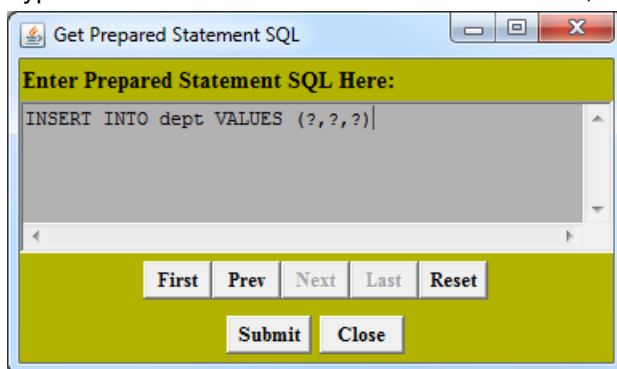 Get Prepared Statement SQL
Enter Prepared Statement SQL Here:
INSERT INTO dept VALUES (?,?,?)
First Prev Next Last Reset
Submit Close